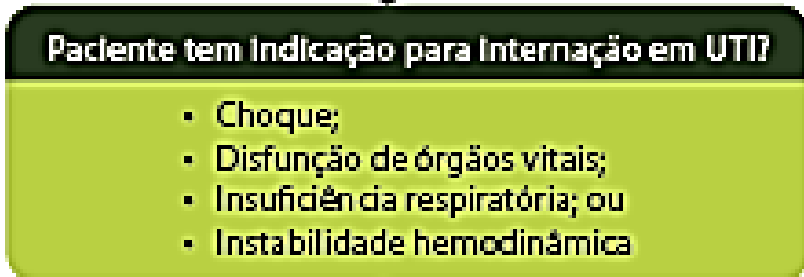 Paciente tem indicação para internação em UTI?
• Choque;
• Disfunção de órgãos vitais;
• Insuficiência respiratória; ou
• Instabilidade hemodinâmica